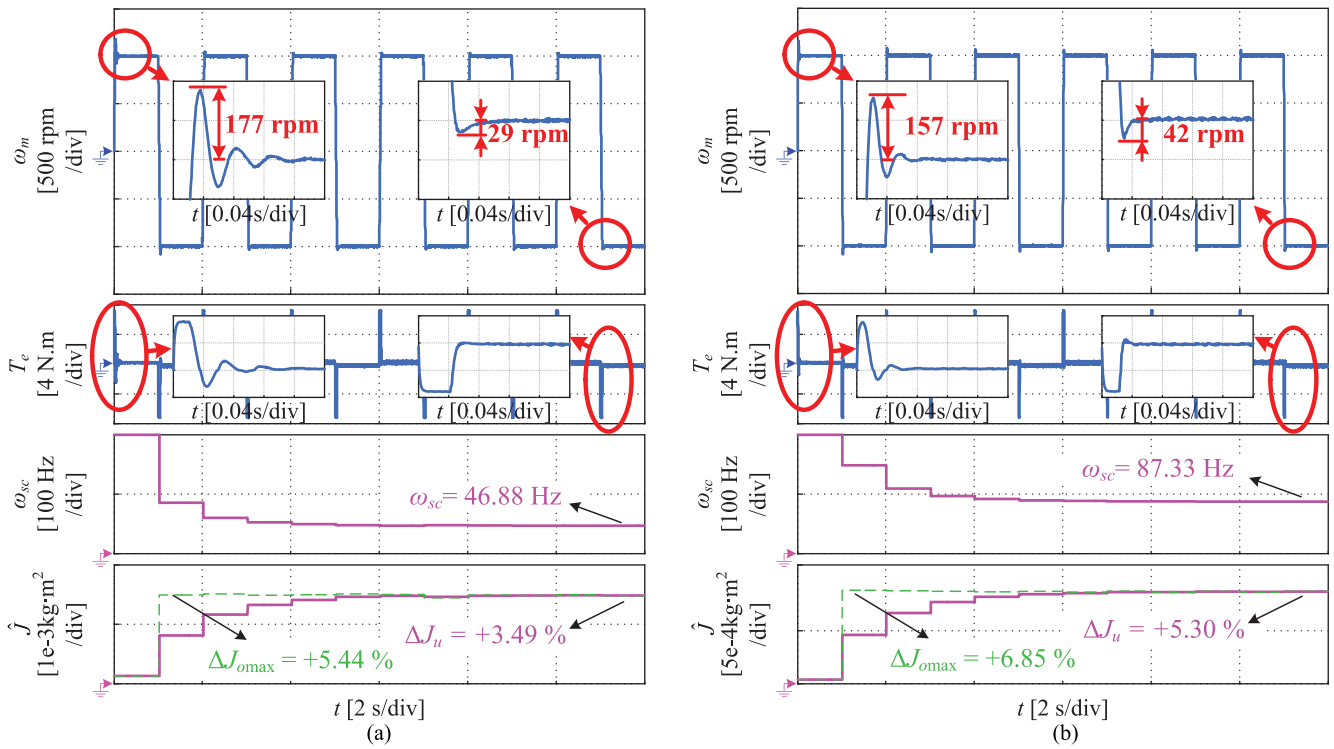 ω_m
[500 rpm
/div]
177 rpm
29 rpm
t [0.04s/div]
t [0.04s/div]
T_e
[4 N.m
/div]
t [0.04s/div]
t [0.04s/div]
ω_sc
[100 Hz
/div]
ω_sc= 46.88 Hz
Ĵ
[1e-3kg·m²
/div]
ΔJ_u = +3.49 %
ΔJ_omax = +5.44 %
t [2 s/div]
(a)
ω_m
[500 rpm
/div]
157 rpm
42 rpm
t [0.04s/div]
t [0.04s/div]
T_e
[4 N.m
/div]
t [0.04s/div]
t [0.04s/div]
ω_sc
[100 Hz
/div]
ω_sc= 87.33 Hz
Ĵ
[5e-4kg·m²
/div]
ΔJ_u = +5.30 %
ΔJ_omax = +6.85 %
t [2 s/div]
(b)